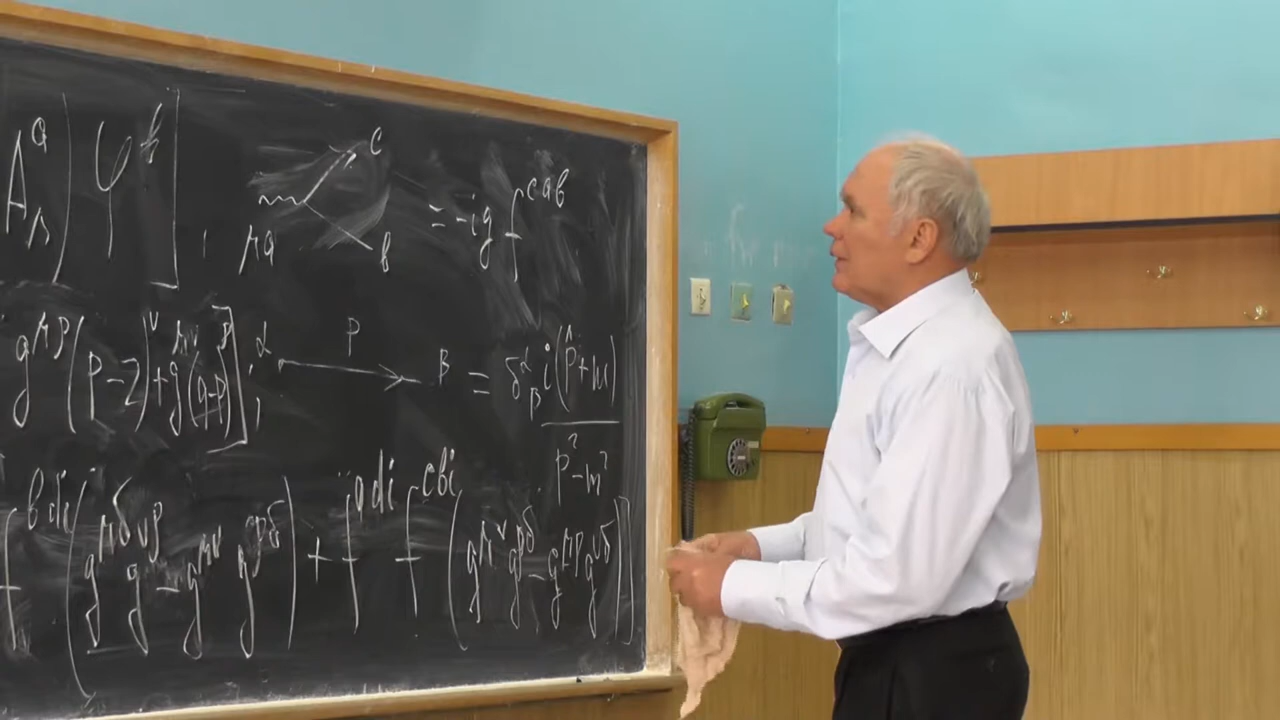 A_μ^a) φ^b] , μa c b = -ig f^{cab}
g^{μρ}(p-q)^ν + g^{μν}(q-p)^ρ] ; α p β = δ^α_β i(p̂+m) / p²-m²
f^{bdi}(g^{μδ} g^{νρ} - g^{μν} g^{ρδ}) + f^{adi} f^{cbi} (g^{μν} g^{ρδ} - g^{μρ} g^{νδ})]